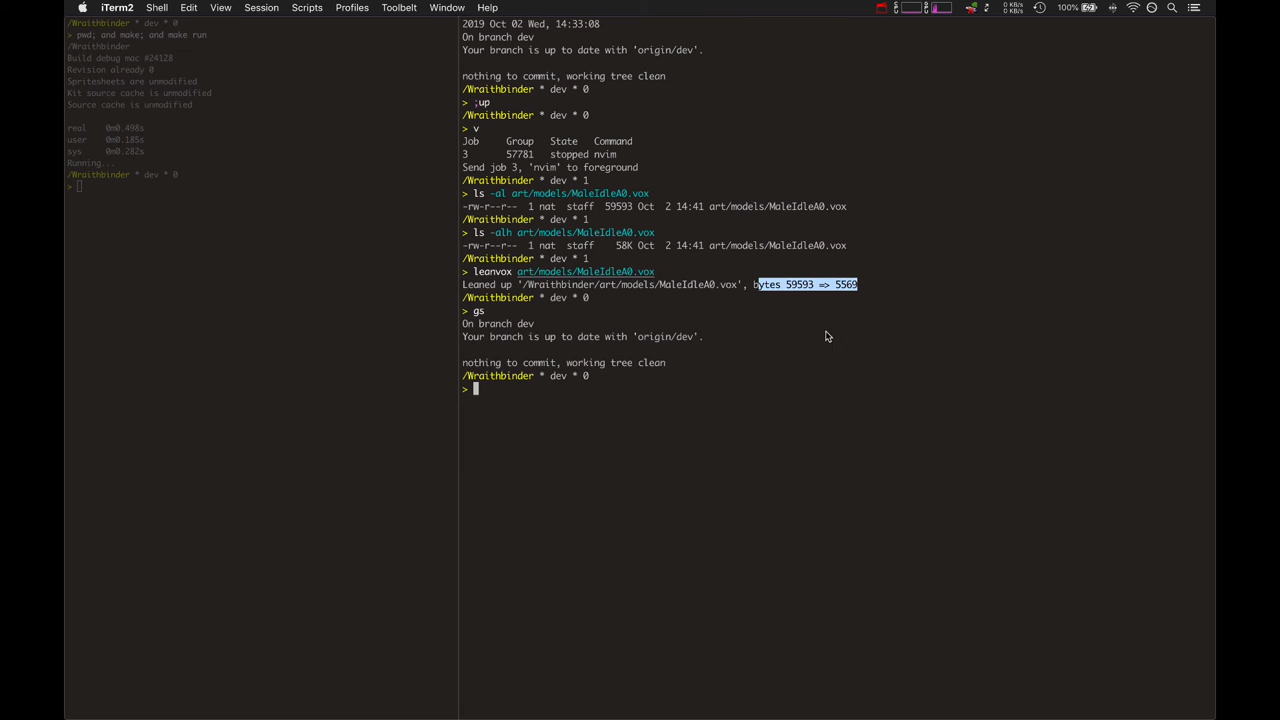 iTerm2 Shell Edit View Session Scripts Profiles Toolbelt Window Help
0 KB/s
0 KB/s
100%
/Wraithbinder * dev * 0
> pwd; and make; and make run
/Wraithbinder
Build debug mac #24128
Revision already 0
Spritesheets are unmodified
Kit source cache is unmodified
Source cache is unmodified
real 0m0.498s
user 0m0.185s
sys 0m0.282s
Running...
/Wraithbinder * dev * 0
>
2019 Oct 02 Wed, 14:33:08
On branch dev
Your branch is up to date with 'origin/dev'.
nothing to commit, working tree clean
/Wraithbinder * dev * 0
> ;up
/Wraithbinder * dev * 0
> v
Job Group State Command
3 57781 stopped nvim
Send job 3, 'nvim' to foreground
/Wraithbinder * dev * 1
> ls -al art/models/MaleIdleA0.vox
-rw-r--r-- 1 nat staff 59593 Oct 2 14:41 art/models/MaleIdleA0.vox
/Wraithbinder * dev * 1
> ls -alh art/models/MaleIdleA0.vox
-rw-r--r-- 1 nat staff 58K Oct 2 14:41 art/models/MaleIdleA0.vox
/Wraithbinder * dev * 1
> leanvox art/models/MaleIdleA0.vox
Leaned up '/Wraithbinder/art/models/MaleIdleA0.vox', bytes 59593 => 5569
/Wraithbinder * dev * 0
> gs
On branch dev
Your branch is up to date with 'origin/dev'.
nothing to commit, working tree clean
/Wraithbinder * dev * 0
>